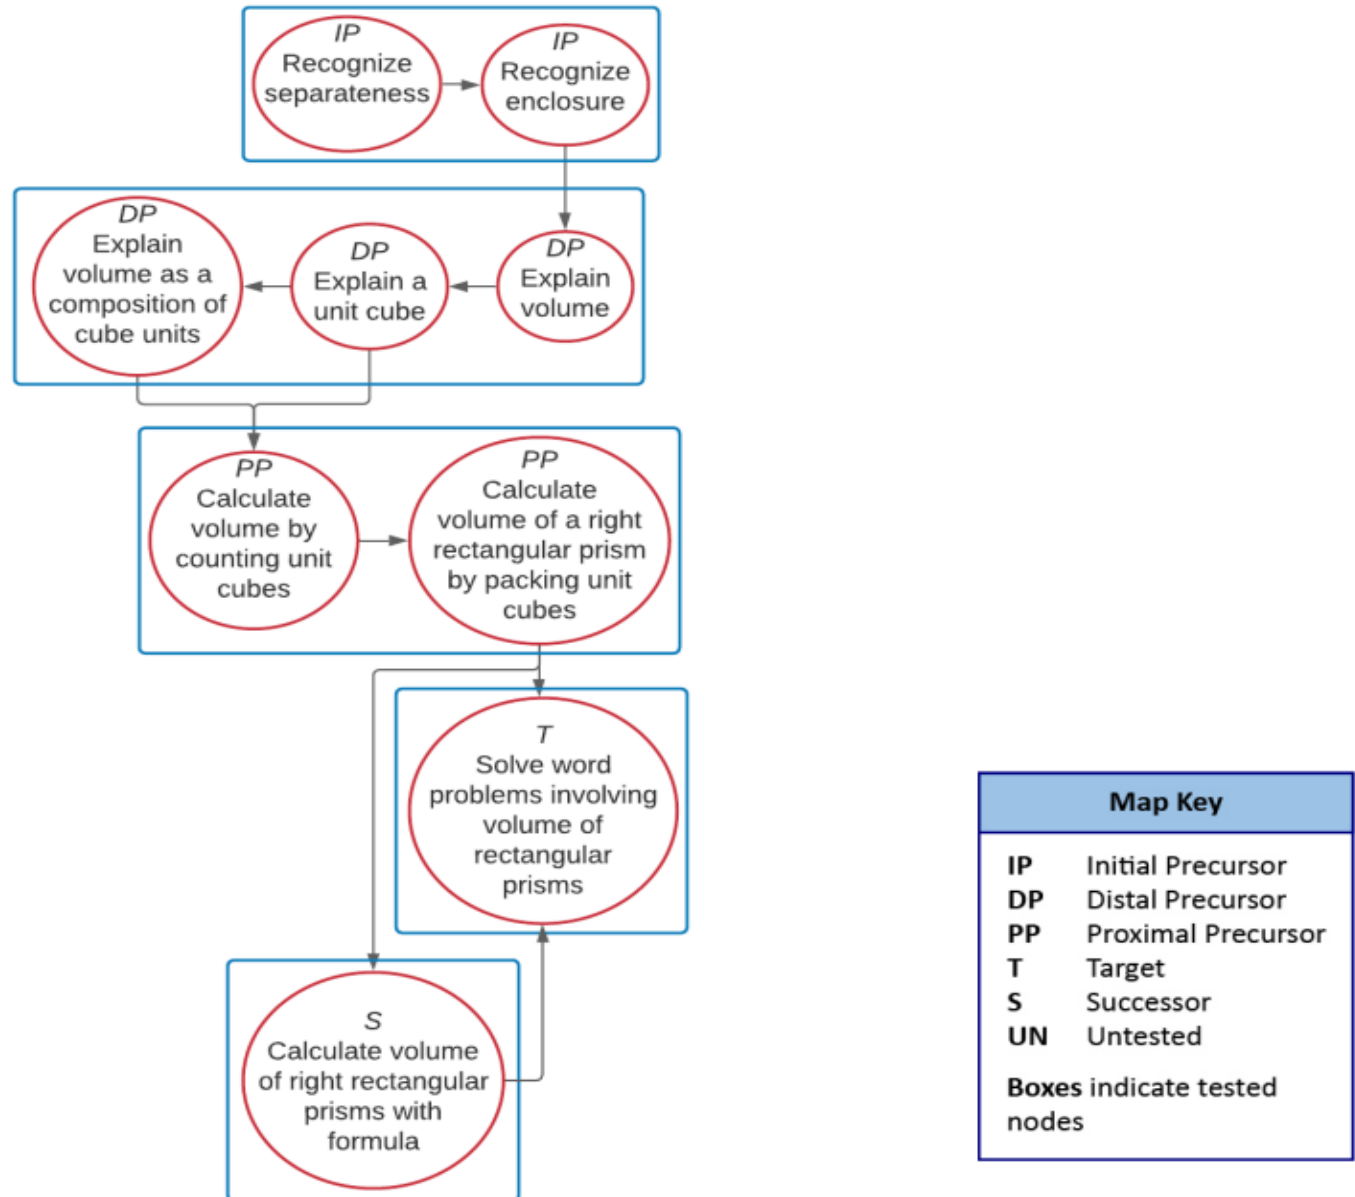 IP
Recognize
separateness
IP
Recognize
enclosure
DP
Explain
volume as a
composition of
cube units
DP
Explain a
unit cube
DP
Explain
volume
PP
Calculate
volume by
counting unit
cubes
PP
Calculate
volume of a right
rectangular prism
by packing unit
cubes
T
Solve word
problems involving
volume of
rectangular
prisms
S
Calculate volume
of right rectangular
prisms with
formula
Map Key
IP Initial Precursor
DP Distal Precursor
PP Proximal Precursor
T Target
S Successor
UN Untested
Boxes indicate tested
nodes